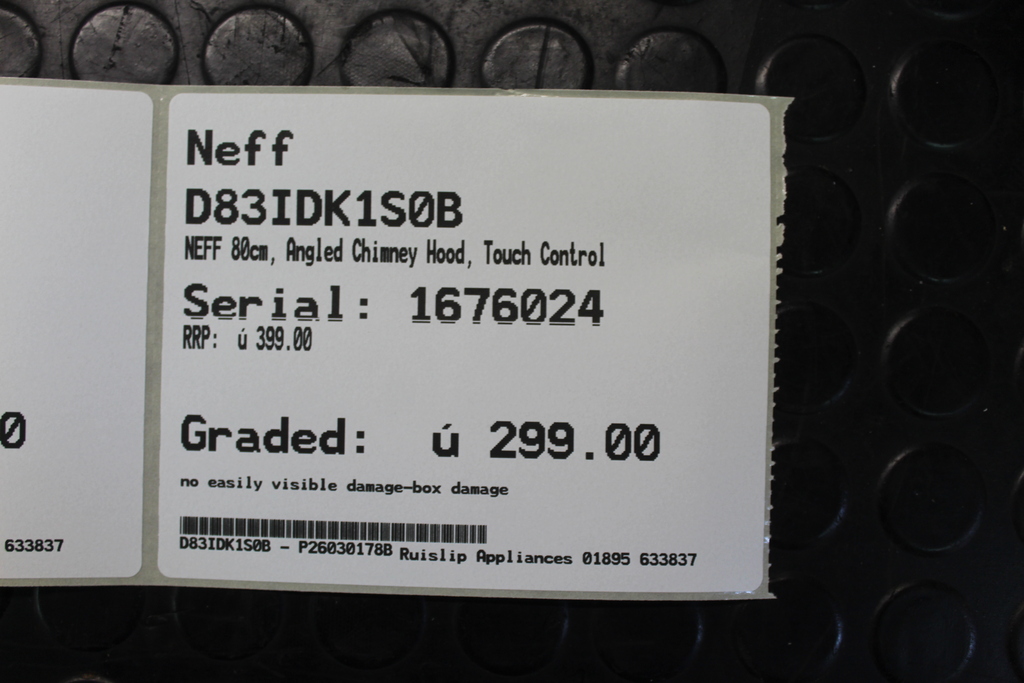 Neff
D83IDK1S0B
NEFF 80cm, Angled Chimney Hood, Touch Control
Serial: 1676024
RRP: ú 399.00
Graded: ú 299.00
no easily visible damage-box damage
D83IDK1S0B - P26030178B Ruislip Appliances 01895 633837
0
633837